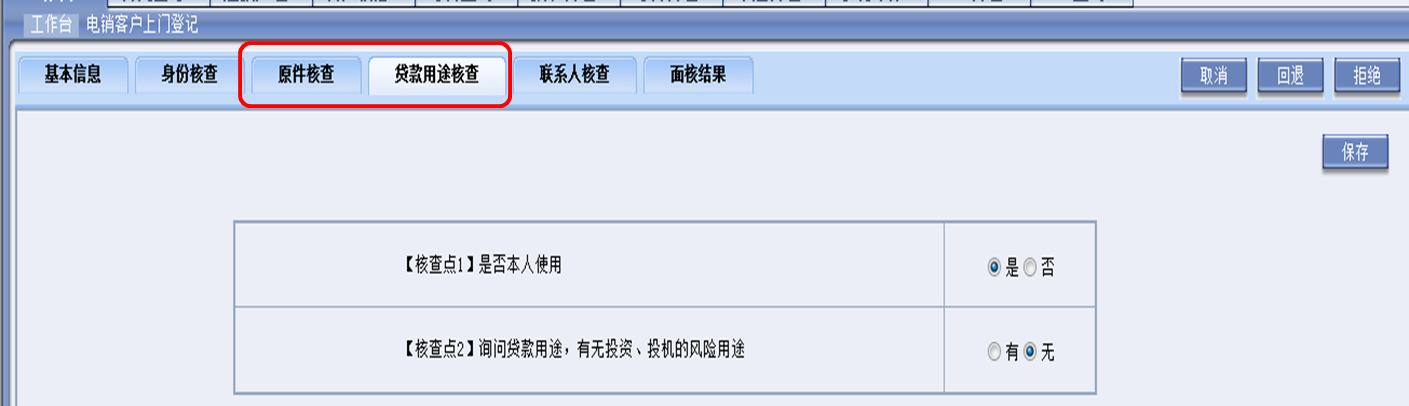 工作台 电销客户上门登记
基本信息 身份核查 原件核查 贷款用途核查 联系人核查 面核结果 取消 回退 拒绝
保存
【核查点1】是否本人使用 是 否
【核查点2】询问贷款用途，有无投资、投机的风险用途 有 无